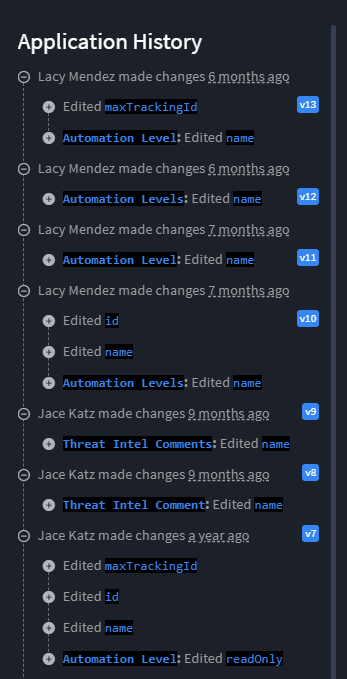 Application History
Lacy Mendez made changes 6 months ago
Edited maxTrackingId v13
Automation Level: Edited name
Lacy Mendez made changes 6 months ago
Automation Levels: Edited name v12
Lacy Mendez made changes 7 months ago
Automation Level: Edited name v11
Lacy Mendez made changes 7 months ago
Edited id v10
Edited name
Automation Levels: Edited name
Jace Katz made changes 9 months ago v9
Threat Intel Comments: Edited name
Jace Katz made changes 9 months ago v8
Threat Intel Comment: Edited name
Jace Katz made changes a year ago v7
Edited maxTrackingId
Edited id
Edited name
Automation Level: Edited readOnly